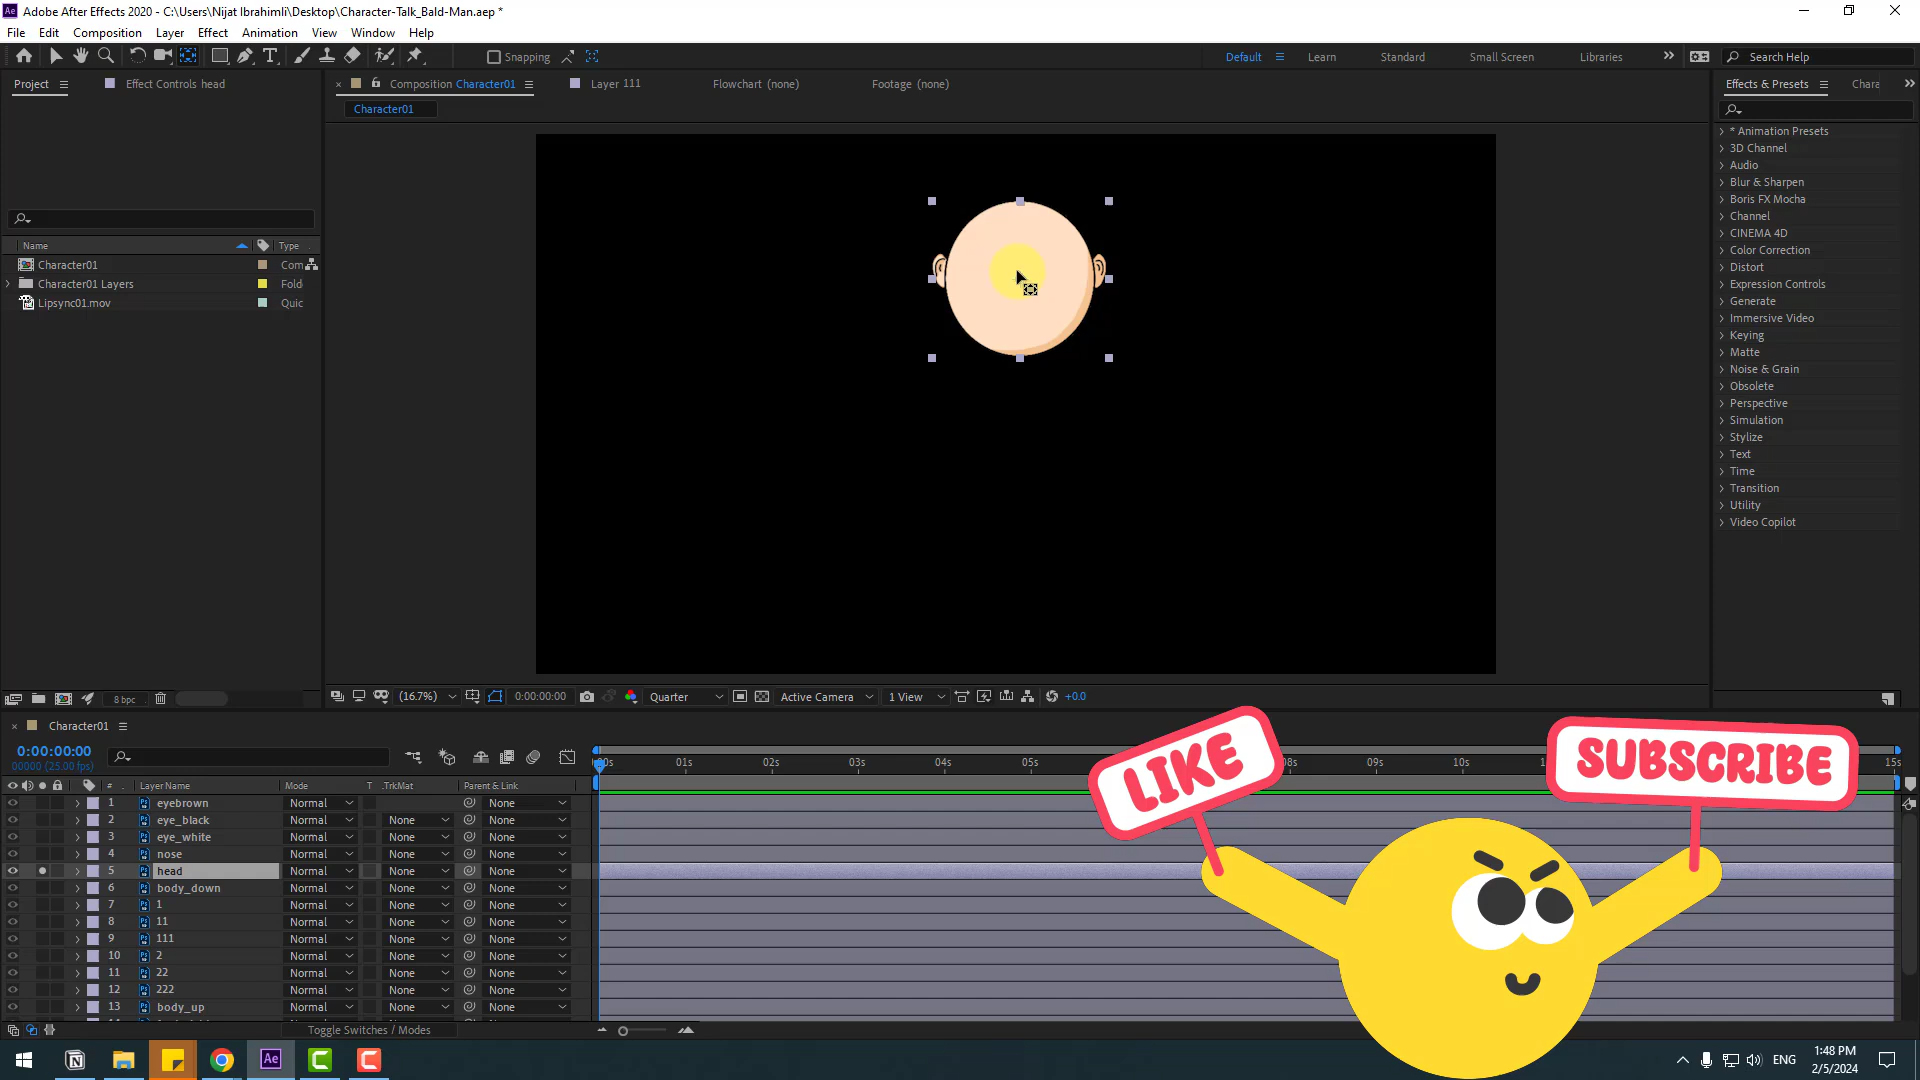 Adobe After Effects 2020 - C:\Users\Nijat Ibrahimli\Desktop\Character-Talk_Bald-Man.aep *
File Edit Composition Layer Effect Animation View Window Help
Snapping
Default Learn Standard Small Screen Libraries
Search Help
Project
Effect Controls head
Composition Character01
Layer 111
Flowchart (none)
Footage (none)
Effects & Presets
Chara
Character01
* Animation Presets
3D Channel
Audio
Blur & Sharpen
Boris FX Mocha
Channel
CINEMA 4D
Color Correction
Distort
Expression Controls
Generate
Immersive Video
Keying
Matte
Noise & Grain
Obsolete
Perspective
Simulation
Stylize
Text
Time
Transition
Utility
Video Copilot
Name Type
Character01 Com
Character01 Layers Fold
Lipsync01.mov Quic
8 bpc
(16.7%) 0:00:00:00 Quarter Active Camera 1 View +0.0
Character01
0:00:00:00
00000 (25.00 fps)
# Layer Name Mode T .TrkMat Parent & Link
1 eyebrown Normal None
2 eye_black Normal None None
3 eye_white Normal None None
4 nose Normal None None
5 head Normal None None
6 body_down Normal None None
7 1 Normal None None
8 11 Normal None None
9 111 Normal None None
10 2 Normal None None
11 22 Normal None None
12 222 Normal None None
13 body_up Normal None None
Toggle Switches / Modes
:00s 01s 02s 03s 04s 05s 08s 09s 10s 15s
LIKE
SUBSCRIBE
ENG
1:48 PM
2/5/2024